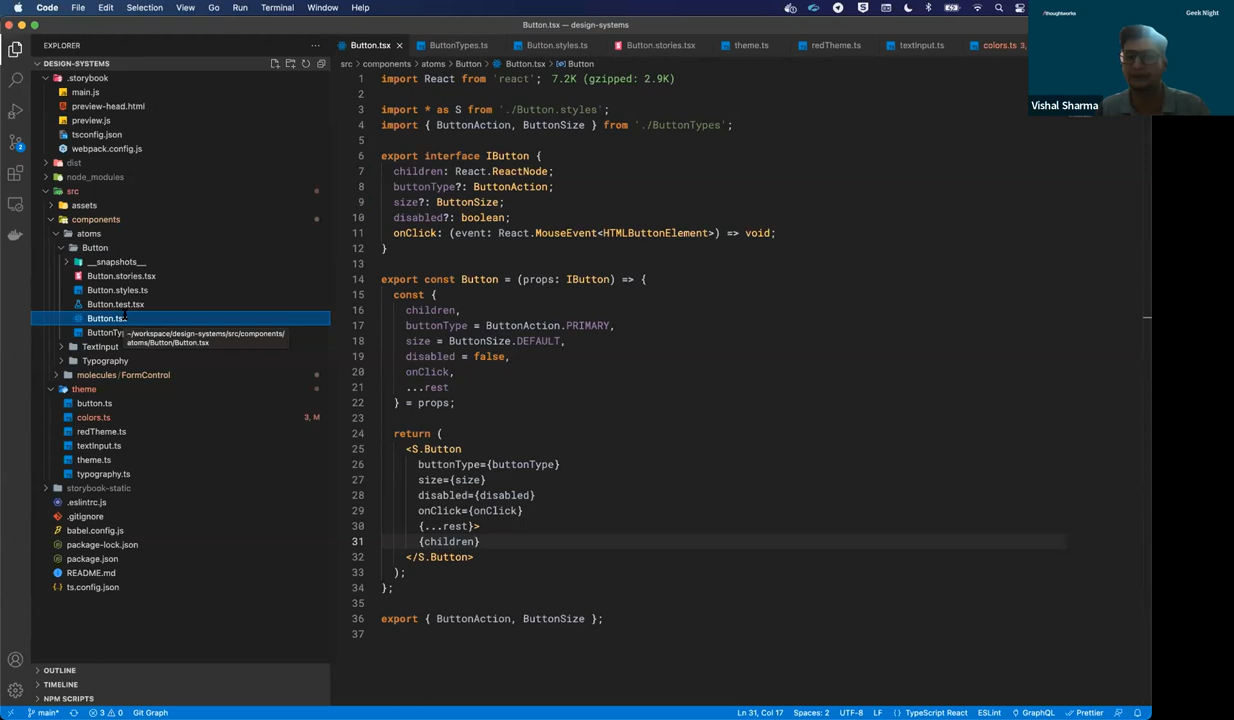 Code File Edit Selection View Go Run Terminal Window Help
Button.tsx — design-systems
/thoughtworks
Geek Night
Vishal Sharma
EXPLORER
DESIGN-SYSTEMS
.storybook
main.js
preview-head.html
preview.js
tsconfig.json
webpack.config.js
dist
node_modules
src
assets
components
atoms
Button
__snapshots__
Button.stories.tsx
Button.styles.ts
Button.test.tsx
Button.tsx
ButtonTyp
~/workspace/design-systems/src/components/
atoms/Button/Button.tsx
TextInput
Typography
molecules / FormControl
theme
button.ts
colors.ts 3, M
redTheme.ts
textInput.ts
theme.ts
typography.ts
storybook-static
.eslintrc.js
.gitignore
babel.config.js
package-lock.json
package.json
README.md
ts.config.json
OUTLINE
TIMELINE
NPM SCRIPTS
Button.tsx ButtonTypes.ts Button.styles.ts Button.stories.tsx theme.ts redTheme.ts textInput.ts colors.ts 3,
src > components > atoms > Button > Button.tsx > Button
1 import React from 'react'; 7.2K (gzipped: 2.9K)
2
3 import * as S from './Button.styles';
4 import { ButtonAction, ButtonSize } from './ButtonTypes';
5
6 export interface IButton {
7 children: React.ReactNode;
8 buttonType?: ButtonAction;
9 size?: ButtonSize;
10 disabled?: boolean;
11 onClick: (event: React.MouseEvent<HTMLButtonElement>) => void;
12 }
13
14 export const Button = (props: IButton) => {
15 const {
16 children,
17 buttonType = ButtonAction.PRIMARY,
18 size = ButtonSize.DEFAULT,
19 disabled = false,
20 onClick,
21 ...rest
22 } = props;
23
24 return (
25 <S.Button
26 buttonType={buttonType}
27 size={size}
28 disabled={disabled}
29 onClick={onClick}
30 {...rest}>
31 {children}
32 </S.Button>
33 );
34 };
35
36 export { ButtonAction, ButtonSize };
37
2
main* 3 0 Git Graph
Ln 31, Col 17 Spaces: 2 UTF-8 LF TypeScript React ESLint GraphQL Prettier